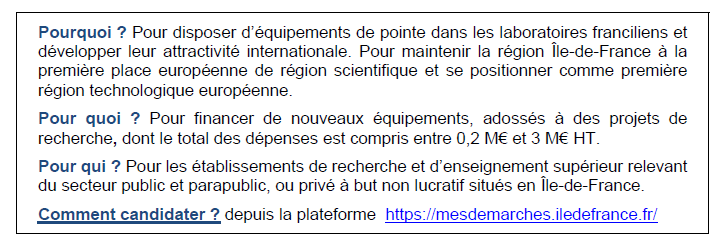 Pourquoi ? Pour disposer d’équipements de pointe dans les laboratoires franciliens et
développer leur attractivité internationale. Pour maintenir la région Île-de-France à la
première place européenne de région scientifique et se positionner comme première
région technologique européenne.
Pour quoi ? Pour financer de nouveaux équipements, adossés à des projets de
recherche, dont le total des dépenses est compris entre 0,2 M€ et 3 M€ HT.
Pour qui ? Pour les établissements de recherche et d’enseignement supérieur relevant
du secteur public et parapublic, ou privé à but non lucratif situés en Île-de-France.
Comment candidater ? depuis la plateforme https://mesdemarches.iledefrance.fr/